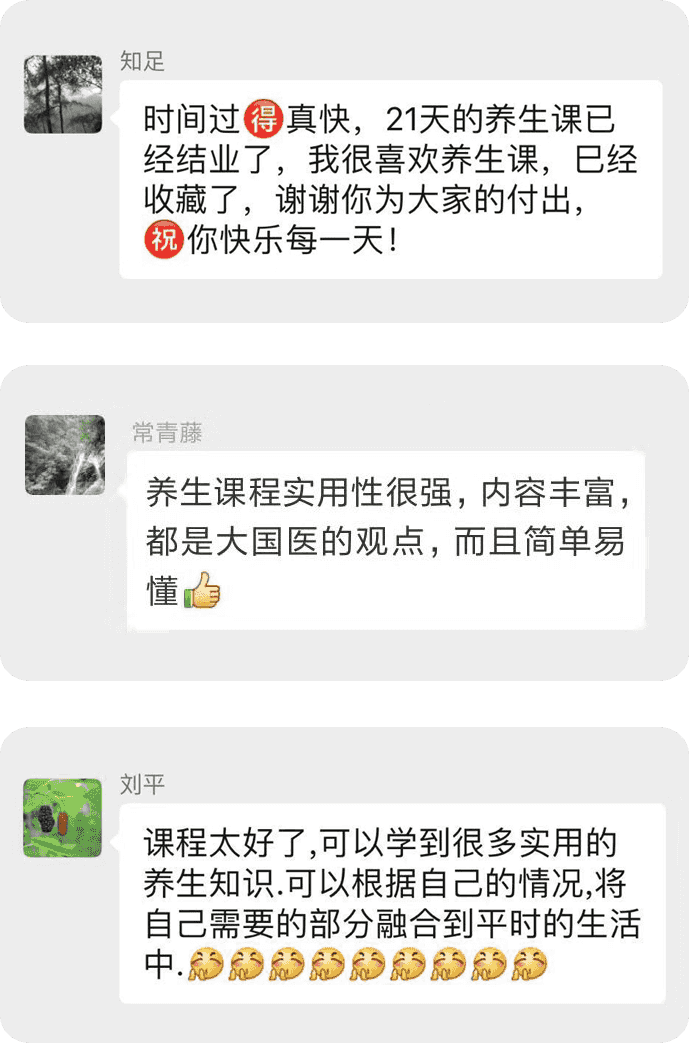 知足
时间过㊝真快，21天的养生课已
经结业了，我很喜欢养生课，巳经
收藏了，谢谢你为大家的付出，
㊗你快乐每一天！
常青藤
养生课程实用性很强，内容丰富，
都是大国医的观点，而且简单易
懂👍
刘平
课程太好了,可以学到很多实用的
养生知识.可以根据自己的情况,将
自己需要的部分融合到平时的生活
中.